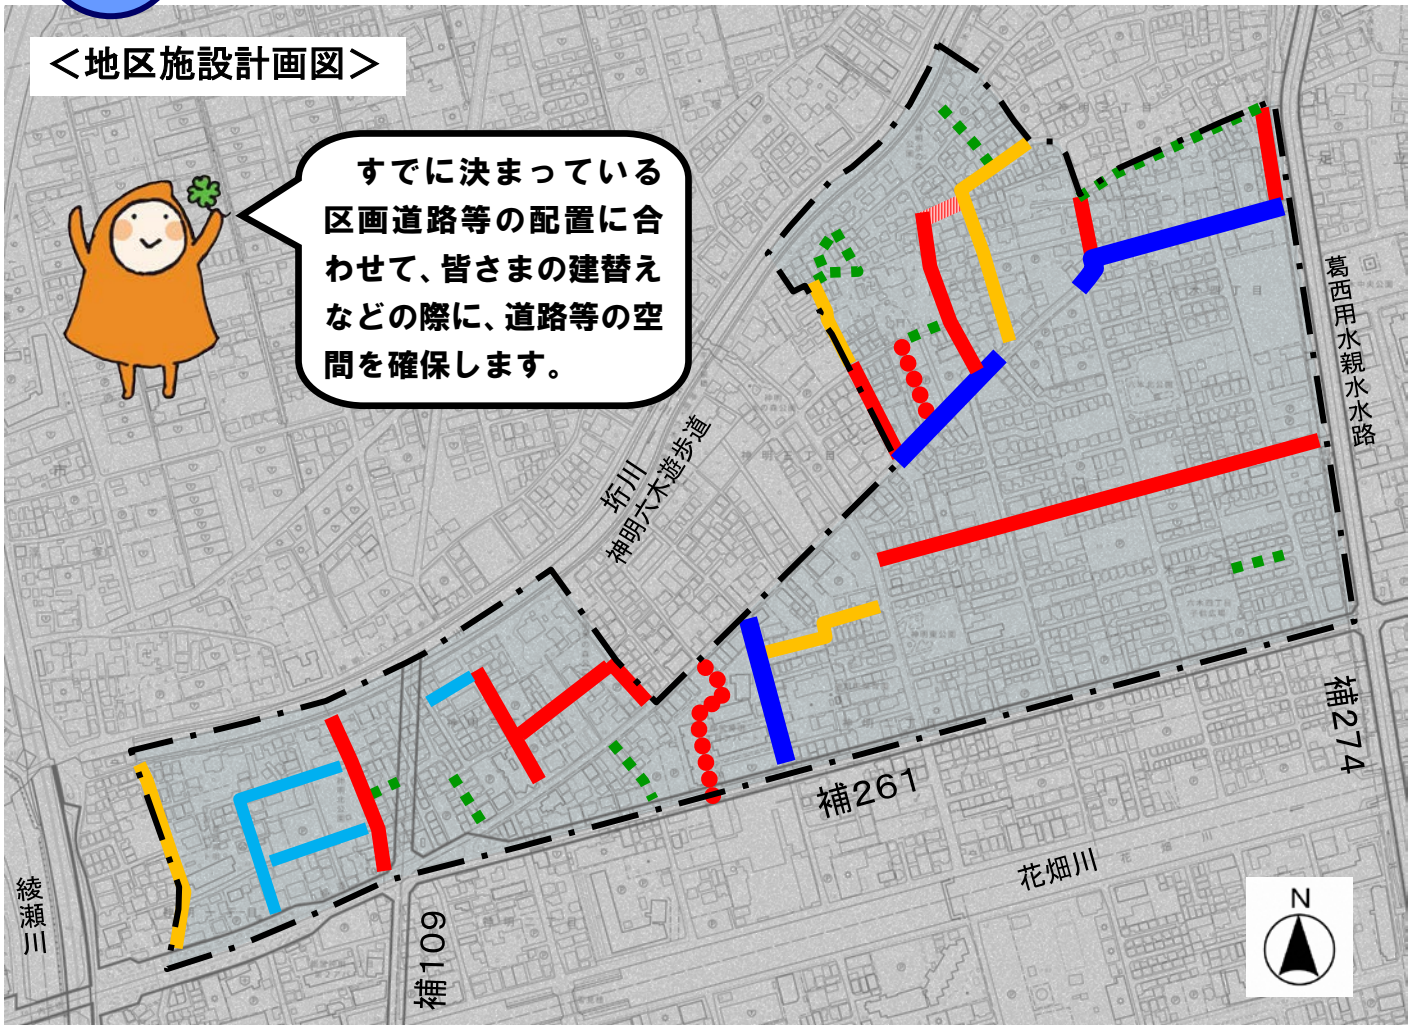 ＜地区施設計画図＞
すでに決まっている
区画道路等の配置に合
わせて、皆さまの建替え
などの際に、道路等の空
間を確保します。
葛西用水親水水路
垳川
神明六木遊歩道
補274
補261
花畑川
綾瀬川
補109
N